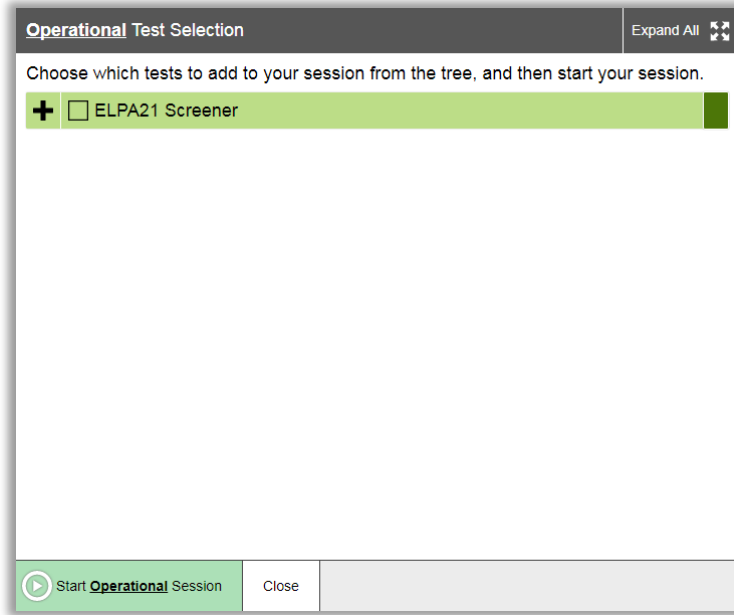 Operational Test Selection
Expand All
Choose which tests to add to your session from the tree, and then start your session.
ELPA21 Screener
Start Operational Session
Close